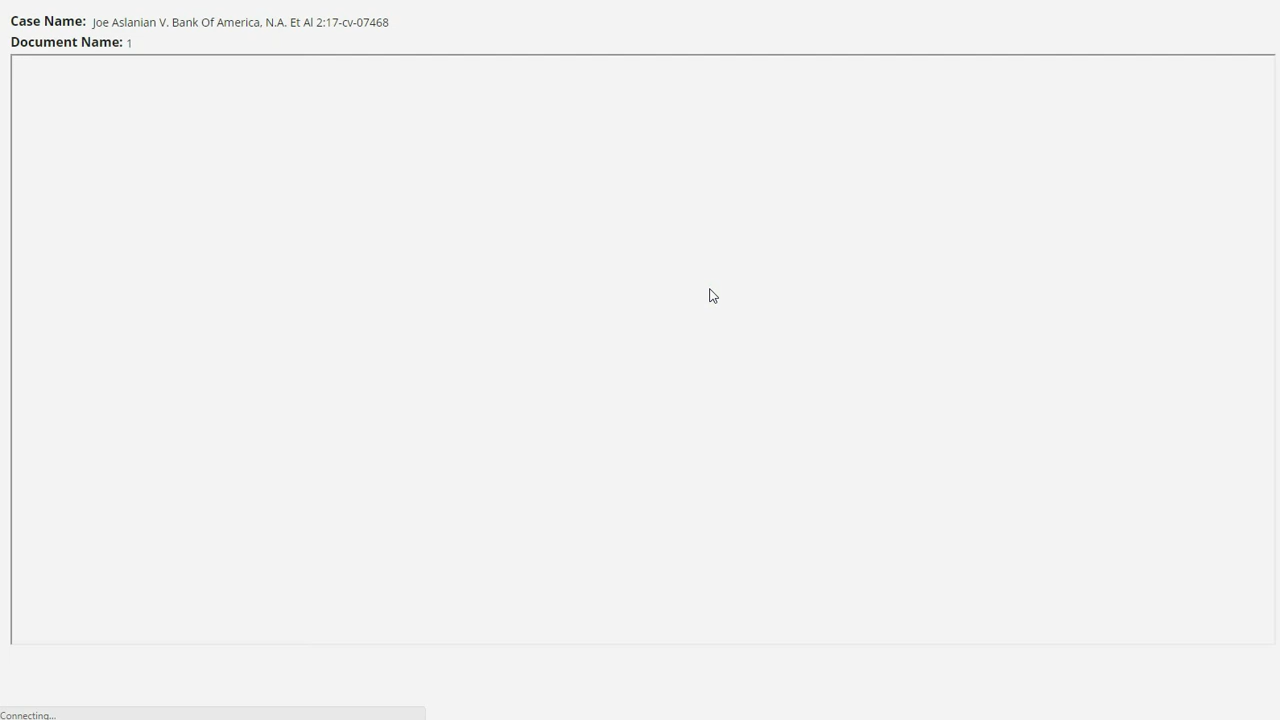 Case Name: Joe Aslanian V. Bank Of America, N.A. Et Al 2:17-cv-07468
Document Name: 1
Connecting...